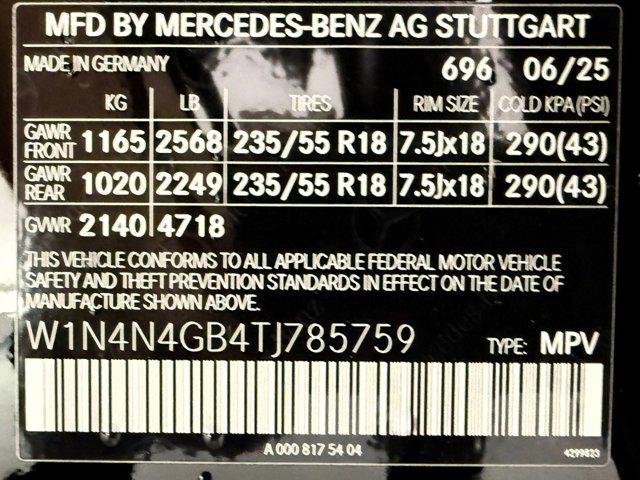 MFD BY MERCEDES-BENZ AG STUTTGART
MADE IN GERMANY 696 06/25
KG LB TIRES RIM SIZE COLD KPA (PSI)
GAWR FRONT 1165 2568 235/55 R18 7.5Jx18 290(43)
GAWR REAR 1020 2249 235/55 R18 7.5Jx18 290(43)
GVWR 2140 4718
THIS VEHICLE CONFORMS TO ALL APPLICABLE FEDERAL MOTOR VEHICLE
SAFETY AND THEFT PREVENTION STANDARDS IN EFFECT ON THE DATE OF
MANUFACTURE SHOWN ABOVE.
W1N4N4GB4TJ785759 TYPE: MPV
A 000 817 54 04 4299823